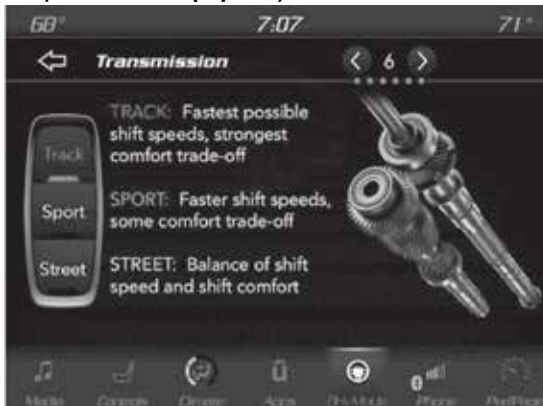 68° 7:07 71°
Transmission 6
TRACK: Fastest possible
shift speeds, strongest
comfort trade-off
Track
SPORT: Faster shift speeds,
some comfort trade-off
Sport
STREET: Balance of shift
speed and shift comfort
Street
Media Controls Climate Apps Drv Mode Phone PerfPages